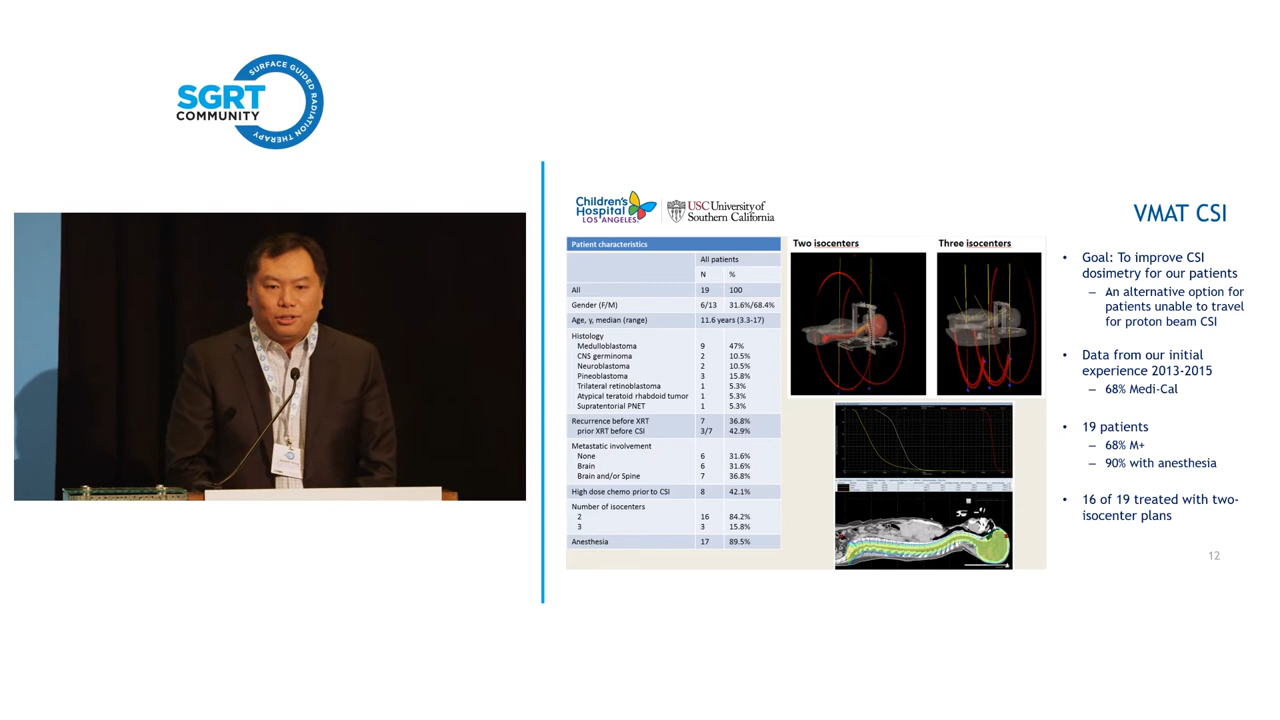 SURFACE GUIDED RADIATION THERAPY
SGRT
COMMUNITY
Children's
Hospital
LOS ANGELES
USC University of
Southern California
VMAT CSI
Patient characteristics
All patients
N %
All 19 100
Gender (F/M) 6/13 31.6%/68.4%
Age, y, median (range) 11.6 years (3.3-17)
Histology
Medulloblastoma 9 47%
CNS germinoma 2 10.5%
Neuroblastoma 2 10.5%
Pineoblastoma 3 15.8%
Trilateral retinoblastoma 1 5.3%
Atypical teratoid rhabdoid tumor 1 5.3%
Supratentorial PNET 1 5.3%
Recurrence before XRT 7 36.8%
prior XRT before CSI 3/7 42.9%
Metastatic involvement
None 6 31.6%
Brain 6 31.6%
Brain and/or Spine 7 36.8%
High dose chemo prior to CSI 8 42.1%
Number of isocenters
2 16 84.2%
3 3 15.8%
Anesthesia 17 89.5%
Two isocenters
Three isocenters
• Goal: To improve CSI
dosimetry for our patients
– An alternative option for
patients unable to travel
for proton beam CSI
• Data from our initial
experience 2013-2015
– 68% Medi-Cal
• 19 patients
– 68% M+
– 90% with anesthesia
• 16 of 19 treated with two-
isocenter plans
12